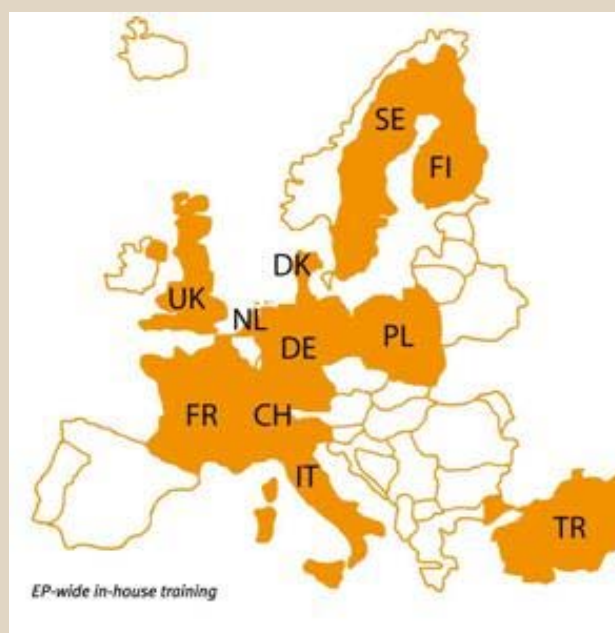 SE
FI
DK
UK
NL
DE
PL
FR
CH
IT
TR
EP-wide in-house training